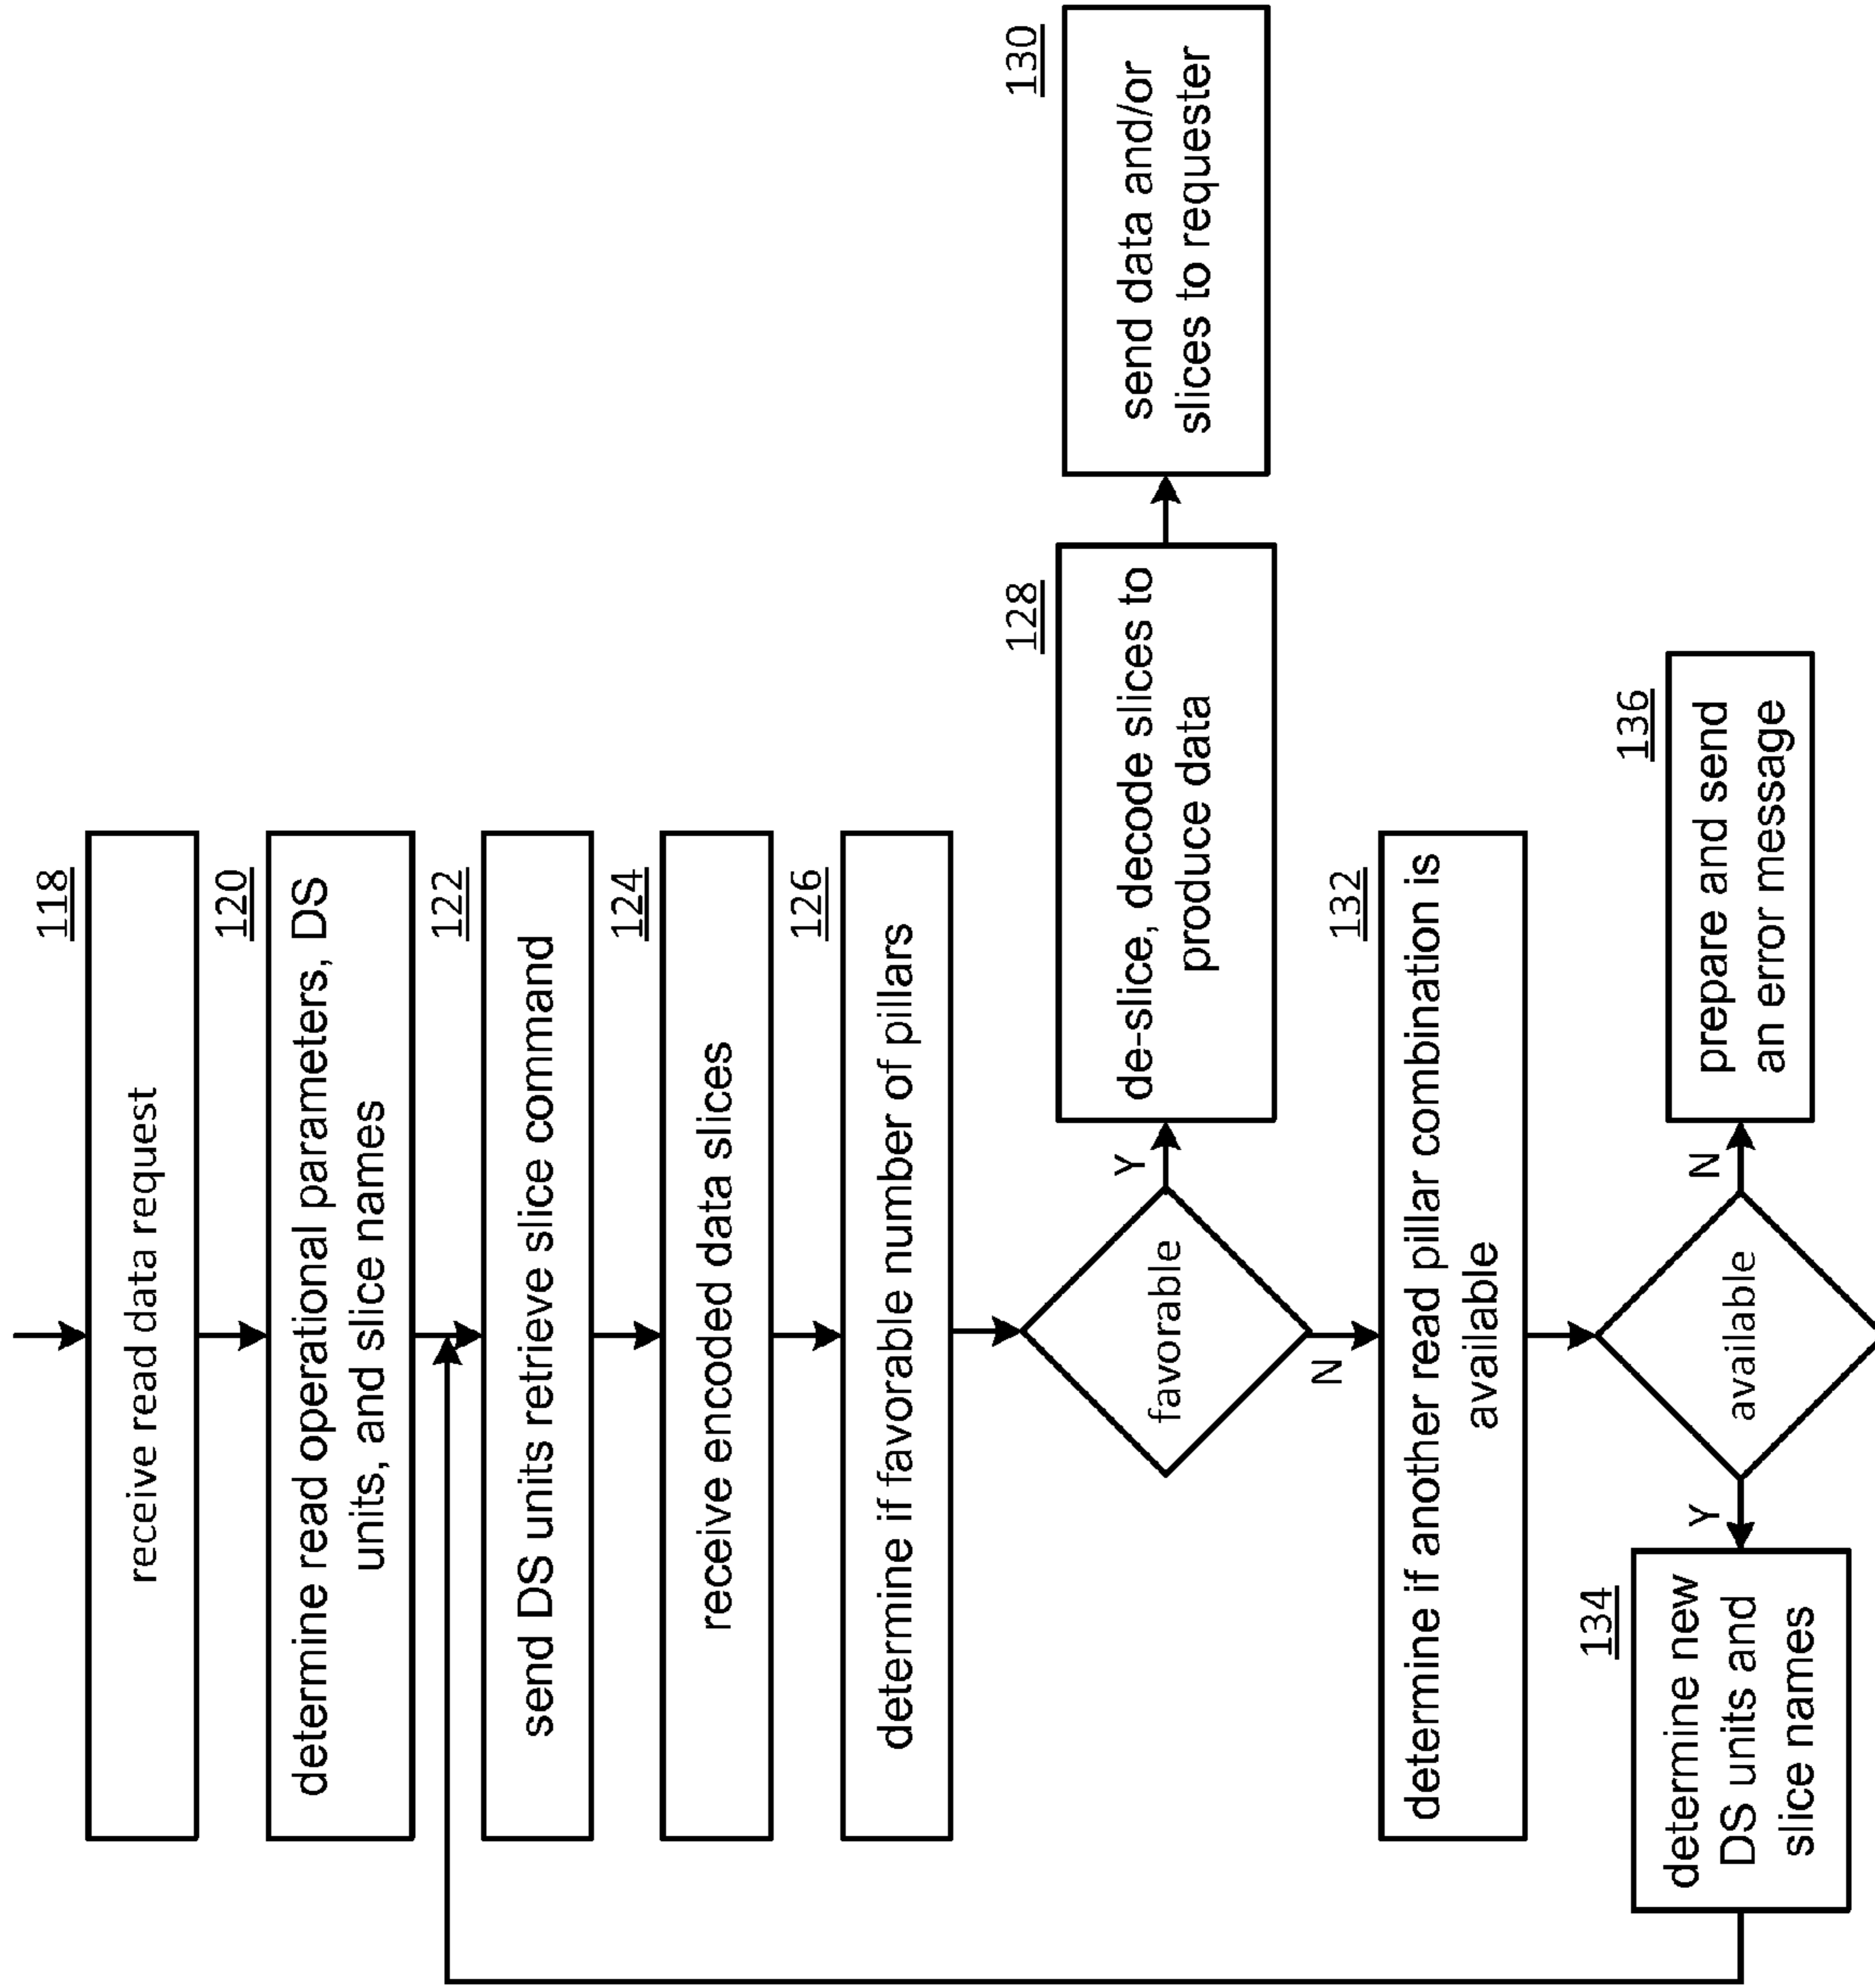 118
receive read data request
120
determine read operational parameters, DS
units, and slice names
122
send DS units retrieve slice command
124
receive encoded data slices
126
determine if favorable number of pillars
favorable
Y
N
128
de-slice, decode slices to
produce data
130
send data and/or
slices to requester
132
determine if another read pillar combination is
available
available
Y
N
134
determine new
DS units and
slice names
136
prepare and send
an error message